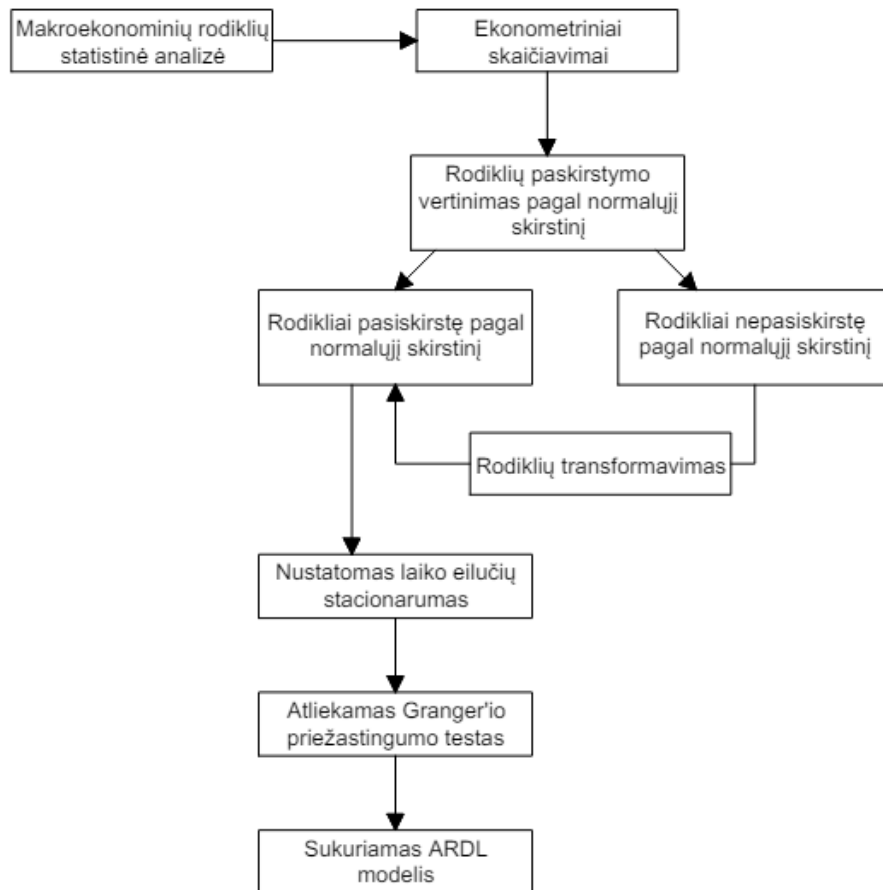 Makroekonominių rodiklių
statistinė analizė
Ekonometriniai
skaičiavimai
Rodiklių paskirstymo
vertinimas pagal normalųjį
skirstinį
Rodikliai pasiskirstę pagal
normalųjį skirstinį
Rodikliai nepasiskirstę
pagal normalųjį skirstinį
Rodiklių transformavimas
Nustatomas laiko eilučių
stacionarumas
Atliekamas Granger'io
priežastingumo testas
Sukuriamas ARDL
modelis